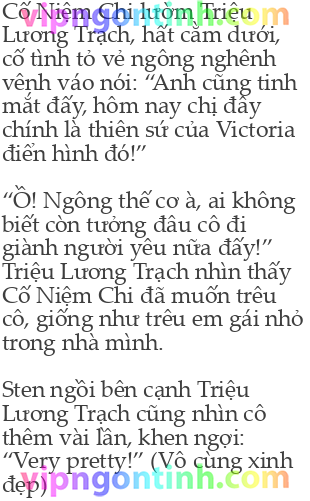 Cố Niệm Chi lườm Triệu
Lương Trạch, hất cằm dưới,
cố tình tỏ vẻ ngông nghênh
vênh váo nói: “Anh cũng tinh
mắt đấy, hôm nay chị đây
chính là thiên sứ của Victoria
điển hình đó!”
“Ồ! Ngông thế cơ à, ai không
biết còn tưởng đâu cô đi
giành người yêu nữa đấy!”
Triệu Lương Trạch nhìn thấy
Cố Niệm Chi đã muốn trêu
cô, giống như trêu em gái nhỏ
trong nhà mình.
Sten ngồi bên cạnh Triệu
Lương Trạch cũng nhìn cô
thêm vài lần, khen ngợi:
“Very pretty!” (Vô cùng xinh
đẹp)
vipngontinh.com
vipngontinh.com